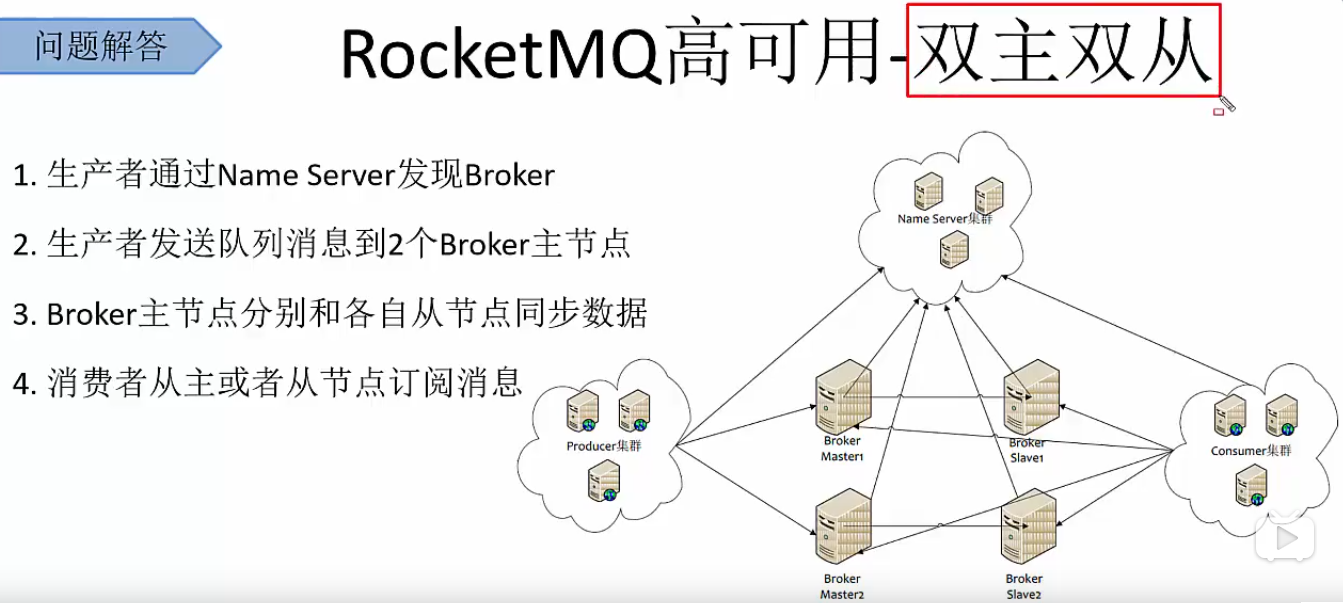 问题解答
RocketMQ高可用-双主双从
1. 生产者通过Name Server发现Broker
2. 生产者发送队列消息到2个Broker主节点
3. Broker主节点分别和各自从节点同步数据
4. 消费者从主或者从节点订阅消息
Name Server集群
Producer集群
Broker
Master1
Broker
Slave1
Consumer集群
Broker
Master2
Broker
Slave2